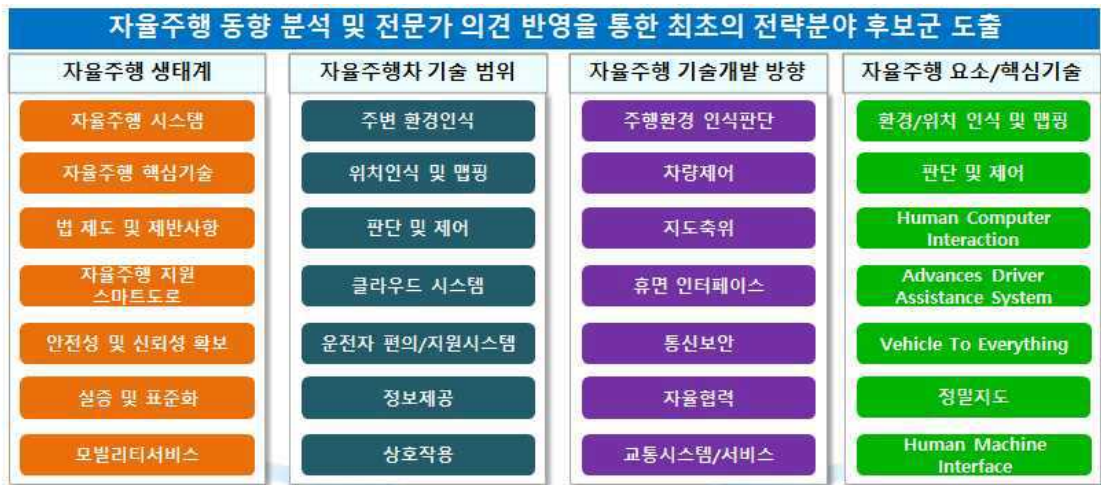 자율주행 동향 분석 및 전문가 의견 반영을 통한 최초의 전략분야 후보군 도출
자율주행 생태계
자율주행 시스템
자율주행 핵심기술
법 제도 및 제반사항
자율주행 지원
스마트도로
안전성 및 신뢰성 확보
실증 및 표준화
모빌리티서비스
자율주행차 기술 범위
주변 환경인식
위치인식 및 맵핑
판단 및 제어
클라우드 시스템
운전자 편의/지원시스템
정보제공
상호작용
자율주행 기술개발 방향
주행환경 인식판단
차량제어
지도측위
휴면 인터페이스
통신보안
자율협력
교통시스템/서비스
자율주행 요소/핵심기술
환경/위치 인식 및 맵핑
판단 및 제어
Human Computer
Interaction
Advances Driver
Assistance System
Vehicle To Everything
정밀지도
Human Machine
Interface